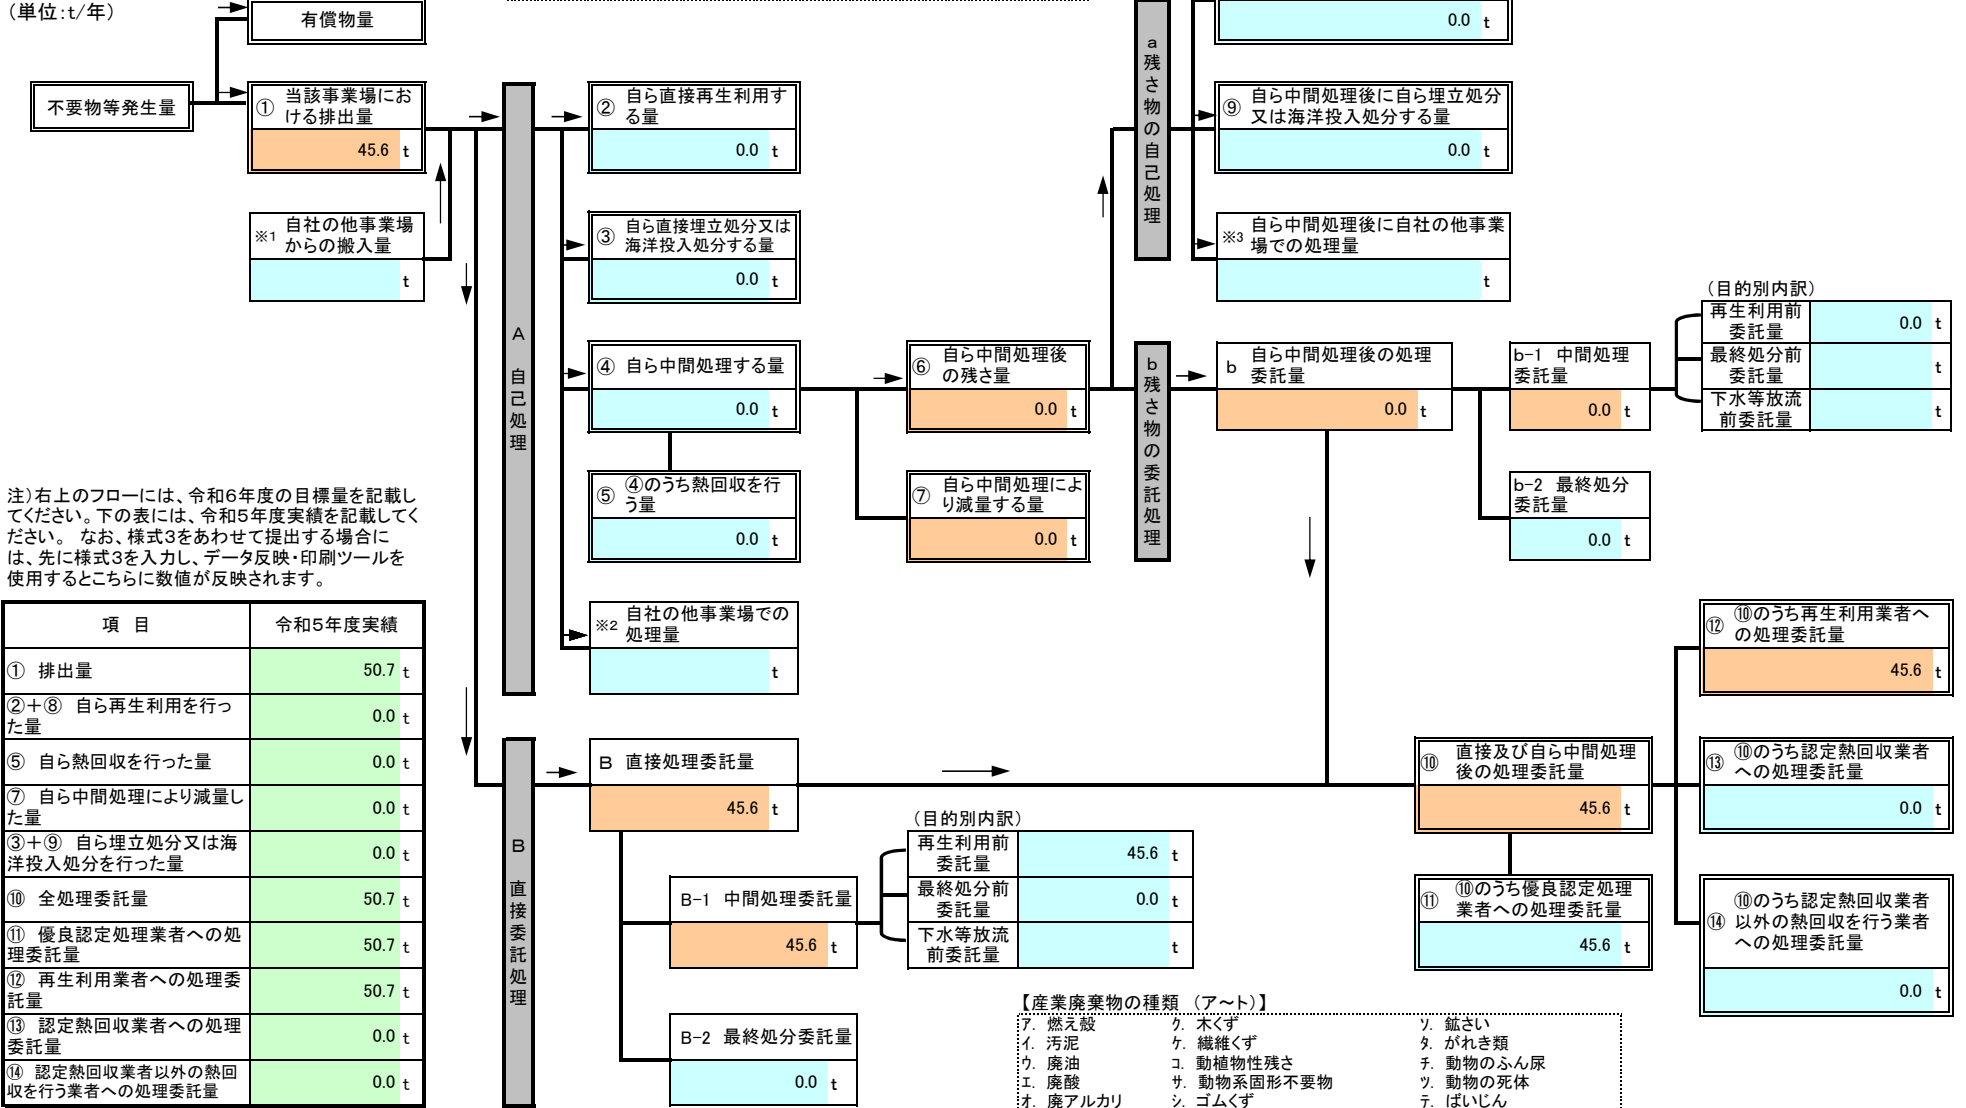 (単位:t/年)
有償物量
0.0 t
不要物等発生量
① 当該事業場にお
ける排出量
45.6 t
※1 自社の他事業場
からの搬入量
t
A 自己処理
② 自ら直接再生利用す
る量
0.0 t
③ 自ら直接埋立処分又は
海洋投入処分する量
0.0 t
④ 自ら中間処理する量
0.0 t
⑤ ④のうち熱回収を行
う量
0.0 t
※2 自社の他事業場での
処理量
t
⑥ 自ら中間処理後
の残さ量
0.0 t
⑦ 自ら中間処理によ
り減量する量
0.0 t
a残さ物の自己処理
⑨ 自ら中間処理後に自ら埋立処分
又は海洋投入処分する量
0.0 t
※3 自ら中間処理後に自社の他事業
場での処理量
t
b残さ物の委託処理
b 自ら中間処理後の処理
委託量
0.0 t
b-1 中間処理
委託量
0.0 t
b-2 最終処分
委託量
0.0 t
(目的別内訳)
再生利用前
委託量 0.0 t
最終処分前
委託量 t
下水等放流
前委託量 t
注)右上のフローには、令和6年度の目標量を記載し
てください。下の表には、令和5年度実績を記載してく
ださい。 なお、様式3をあわせて提出する場合に
は、先に様式3を入力し、データ反映・印刷ツールを
使用するとこちらに数値が反映されます。
項 目 令和5年度実績
① 排出量 50.7 t
②+⑧ 自ら再生利用を行っ
た量 0.0 t
⑤ 自ら熱回収を行った量 0.0 t
⑦ 自ら中間処理により減量し
た量 0.0 t
③+⑨ 自ら埋立処分又は海
洋投入処分を行った量 0.0 t
⑩ 全処理委託量 50.7 t
⑪ 優良認定処理業者への処
理委託量 50.7 t
⑫ 再生利用業者への処理委
託量 50.7 t
⑬ 認定熱回収業者への処理
委託量 0.0 t
⑭ 認定熱回収業者以外の熱回
収を行う業者への処理委託量 0.0 t
B 直接委託処理
B 直接処理委託量
45.6 t
B-1 中間処理委託量
45.6 t
B-2 最終処分委託量
0.0 t
(目的別内訳)
再生利用前
委託量 45.6 t
最終処分前
委託量 0.0 t
下水等放流
前委託量 t
⑩ 直接及び自ら中間処理
後の処理委託量
45.6 t
⑪ ⑩のうち優良認定処理
業者への処理委託量
45.6 t
⑫ ⑩のうち再生利用業者へ
の処理委託量
45.6 t
⑬ ⑩のうち認定熱回収業者
への処理委託量
0.0 t
⑭ ⑩のうち認定熱回収業者
以外の熱回収を行う業者
への処理委託量
0.0 t
【産業廃棄物の種類 (ア~ト)】
ア. 燃え殻 ク. 木くず ソ. 鉱さい
イ. 汚泥 ケ. 繊維くず タ. がれき類
ウ. 廃油 コ. 動植物性残さ チ. 動物のふん尿
エ. 廃酸 サ. 動物系固形不要物 ツ. 動物の死体
オ. 廃アルカリ シ. ゴムくず テ. ばいじん